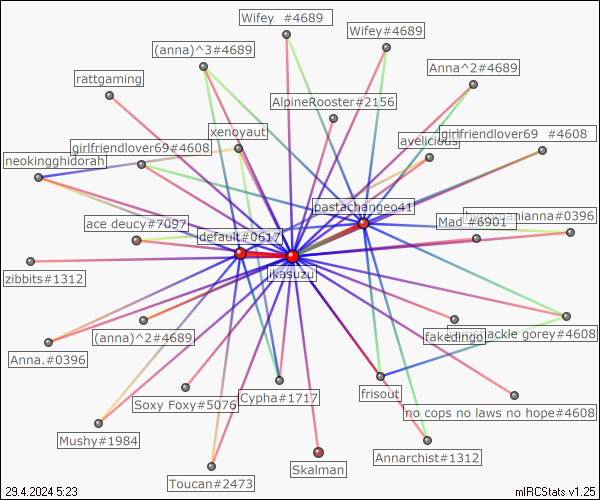 Wifey #4689
Wifey#4689
(anna)^3#4689
Anna^2#4689
rattgaming
AlpineRooster#2156
xenoyaut
girlfriendlover69 #4608
avelicious
girlfriendlover69#4608
neokingghidorah
pastachangeo41
anna#0396
Mad #6901
ace deucy#7097
default#0617
likasuzu
zibbits#1312
(anna)^2#4689
fakedingo
ackle gorey#4608
Anna.#0396
frisout
Cypha#1717
Soxy Foxy#5076
no cops no laws no hope#4608
Mushy#1984
Annarchist#1312
Skalman
Toucan#2473
29.4.2024 5:23
mIRCStats v1.25